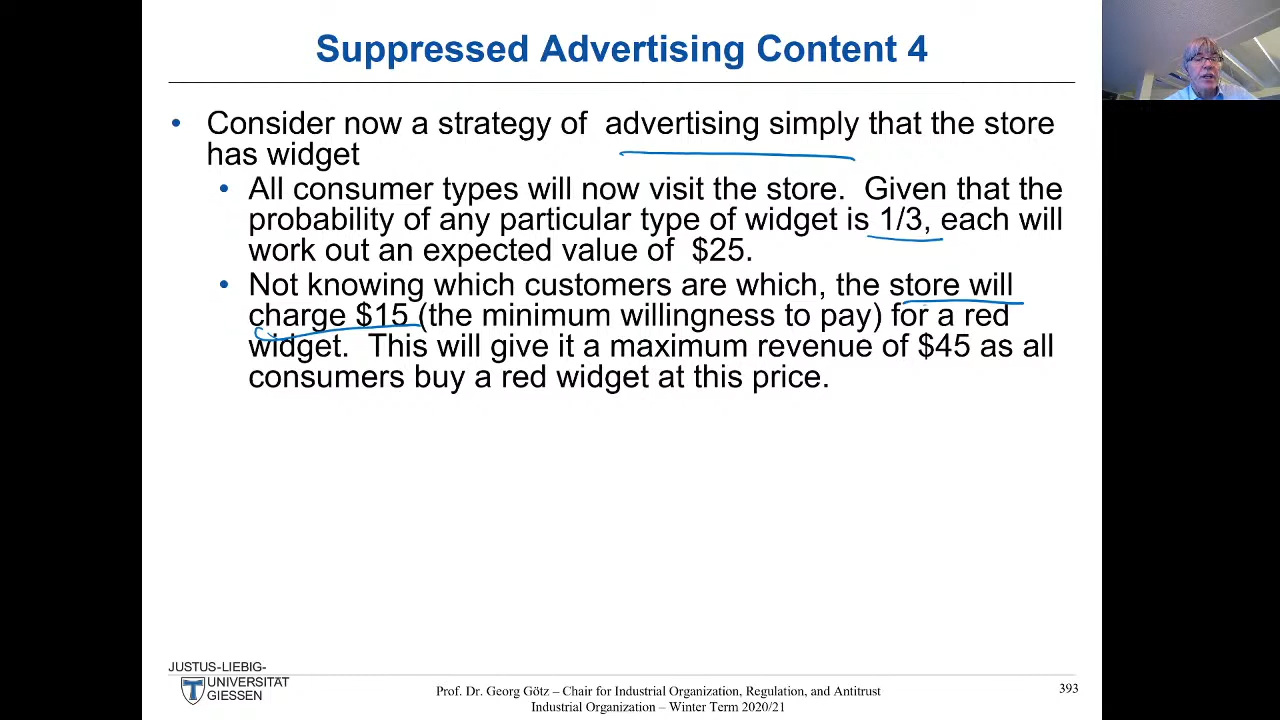 Suppressed Advertising Content 4
• Consider now a strategy of advertising simply that the store
has widget
• All consumer types will now visit the store. Given that the
probability of any particular type of widget is 1/3, each will
work out an expected value of $25.
• Not knowing which customers are which, the store will
charge $15 (the minimum willingness to pay) for a red
widget. This will give it a maximum revenue of $45 as all
consumers buy a red widget at this price.
JUSTUS-LIEBIG-
UNIVERSITÄT
GIESSEN
Prof. Dr. Georg Götz – Chair for Industrial Organization, Regulation, and Antitrust
Industrial Organization – Winter Term 2020/21
393